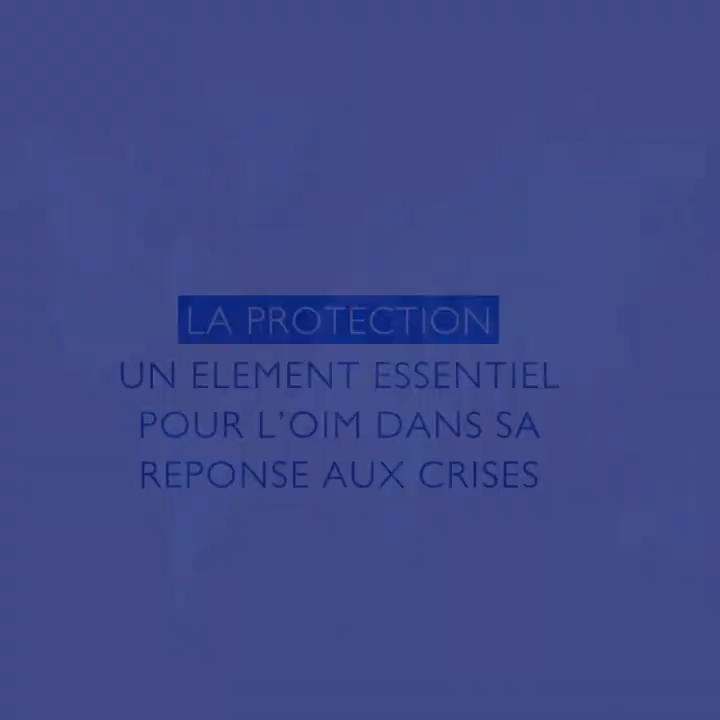 LA PROTECTION
UN ELEMENT ESSENTIEL
POUR L'OIM DANS SA
REPONSE AUX CRISES